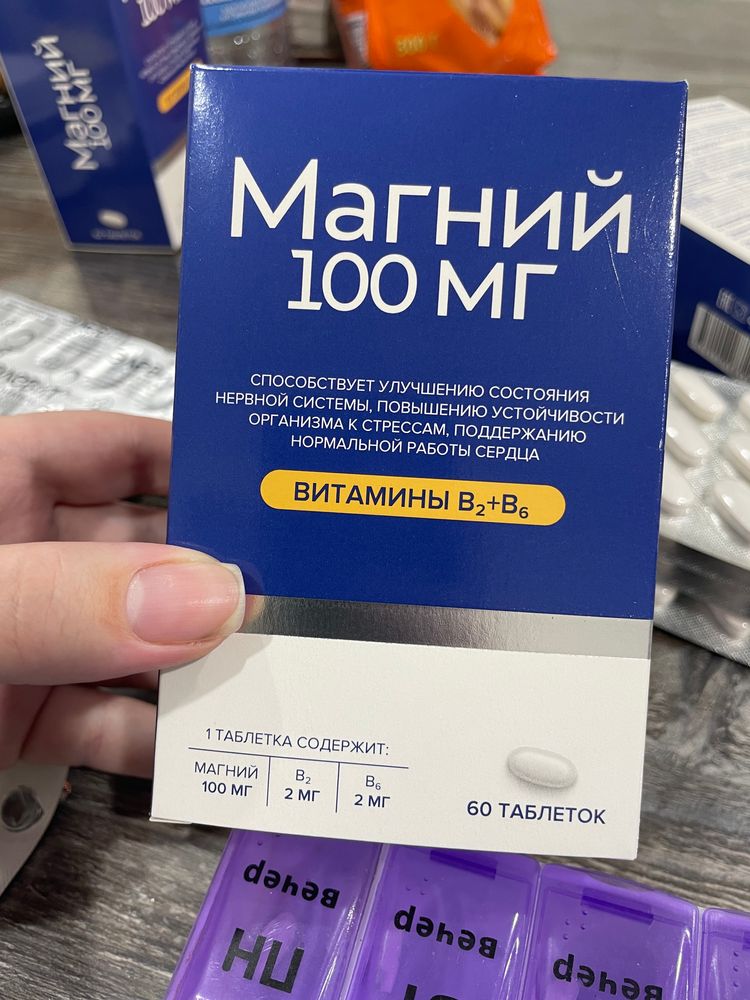 Магний
100 мг
СПОСОБСТВУЕТ УЛУЧШЕНИЮ СОСТОЯНИЯ
НЕРВНОЙ СИСТЕМЫ, ПОВЫШЕНИЮ УСТОЙЧИВОСТИ
ОРГАНИЗМА К СТРЕССАМ, ПОДДЕРЖАНИЮ
НОРМАЛЬНОЙ РАБОТЫ СЕРДЦА
ВИТАМИНЫ B₂+B₆
1 ТАБЛЕТКА СОДЕРЖИТ:
МАГНИЙ B₂ B₆
100 МГ 2 МГ 2 МГ
60 ТАБЛЕТОК
Магний
100 мг
вечер
ПН
вечер
вечер